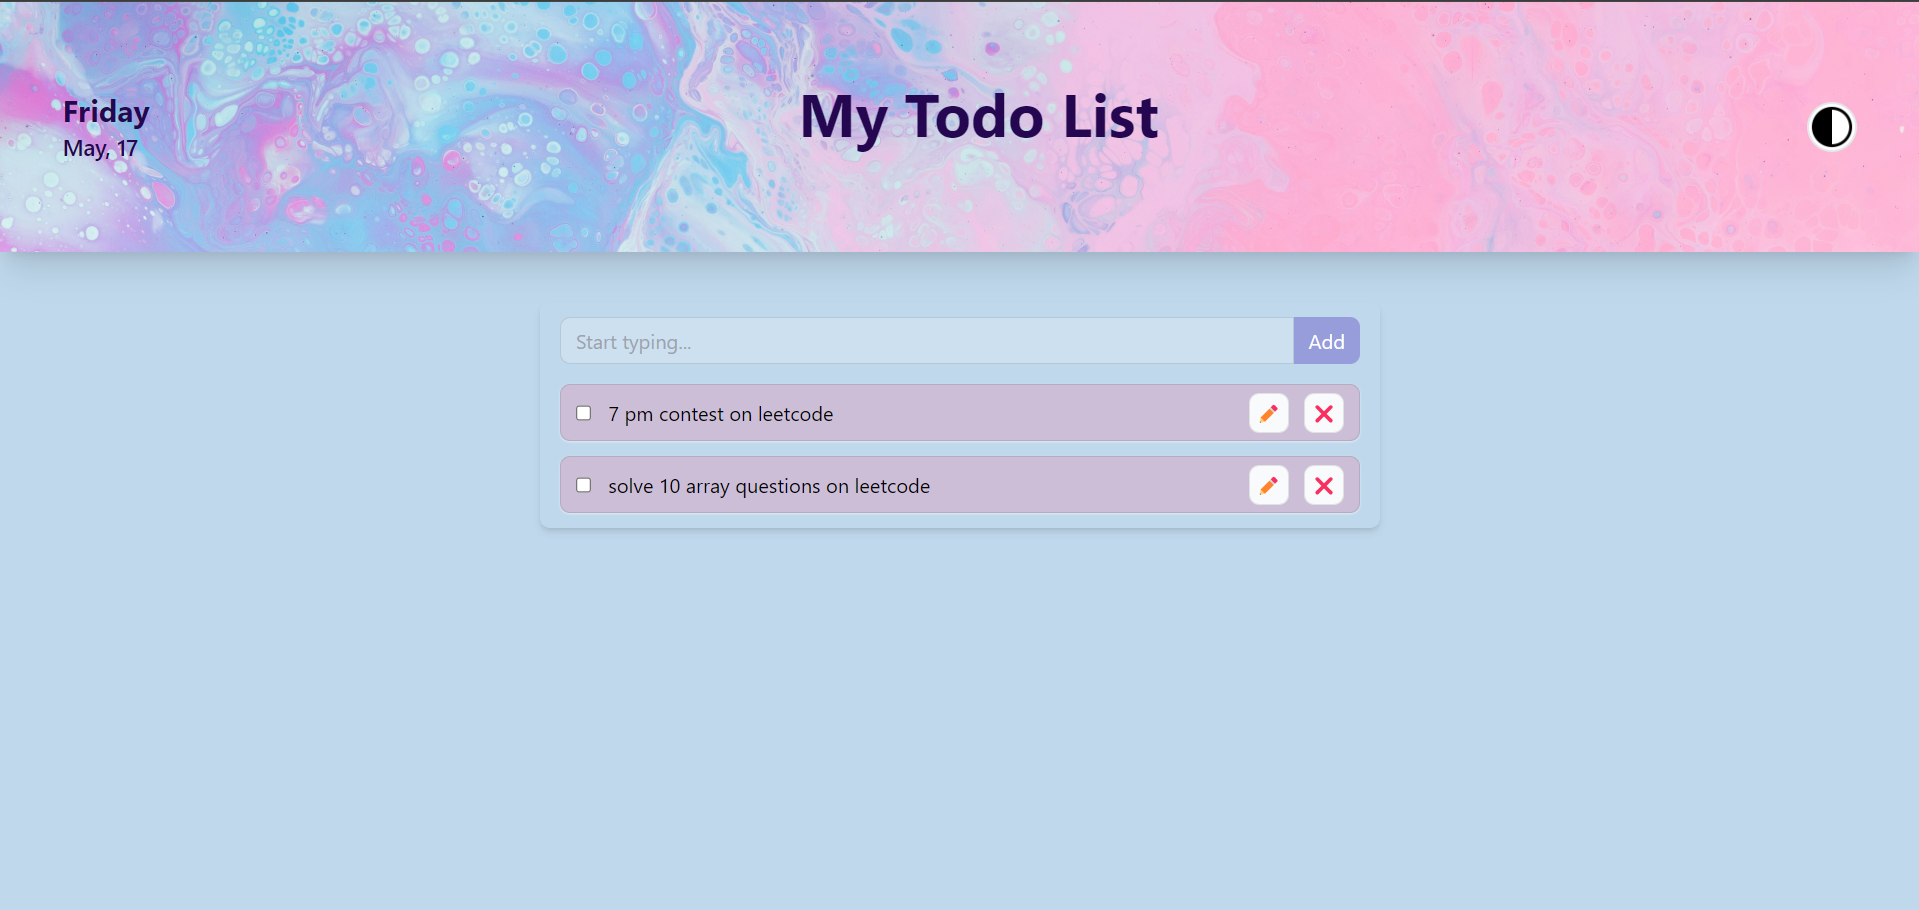 Friday
May, 17
My Todo List
Start typing...
Add
7 pm contest on leetcode
solve 10 array questions on leetcode